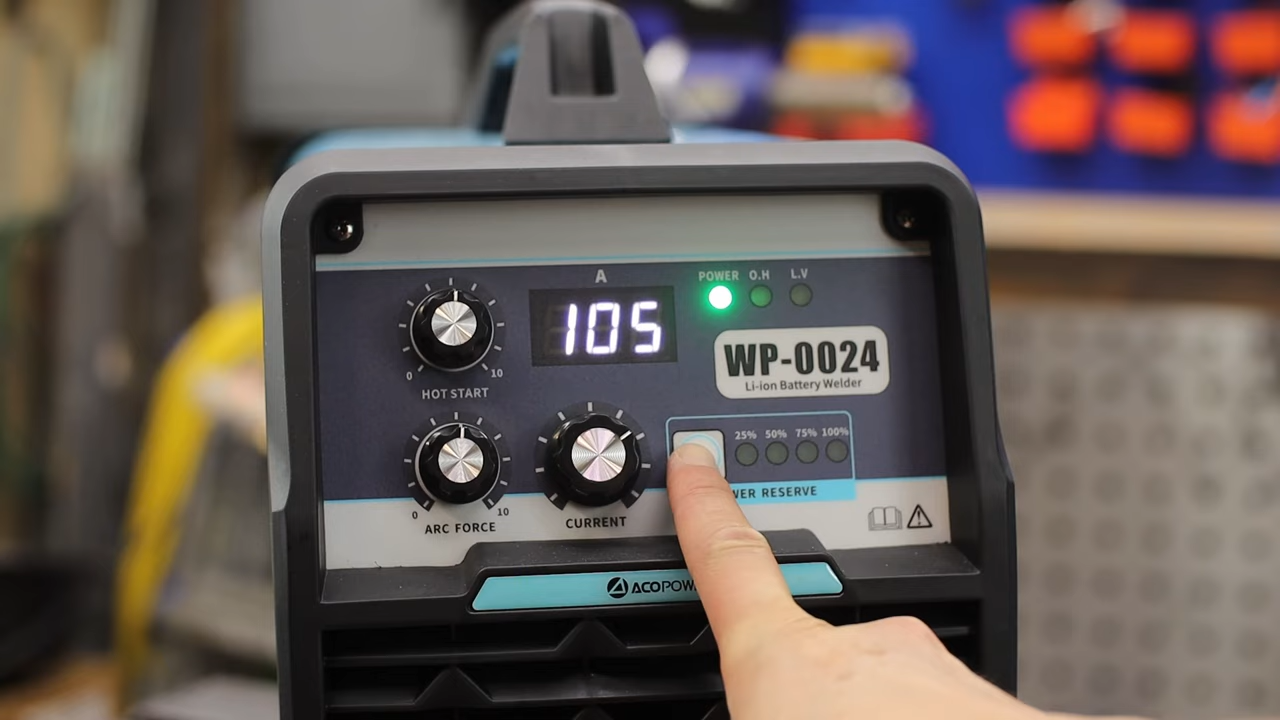 A
105
POWER O.H L.V
0 10
HOT START
WP-0024
Li-ion Battery Welder
25% 50% 75% 100%
0 10
ARC FORCE
CURRENT
WER RESERVE
ACOPOW